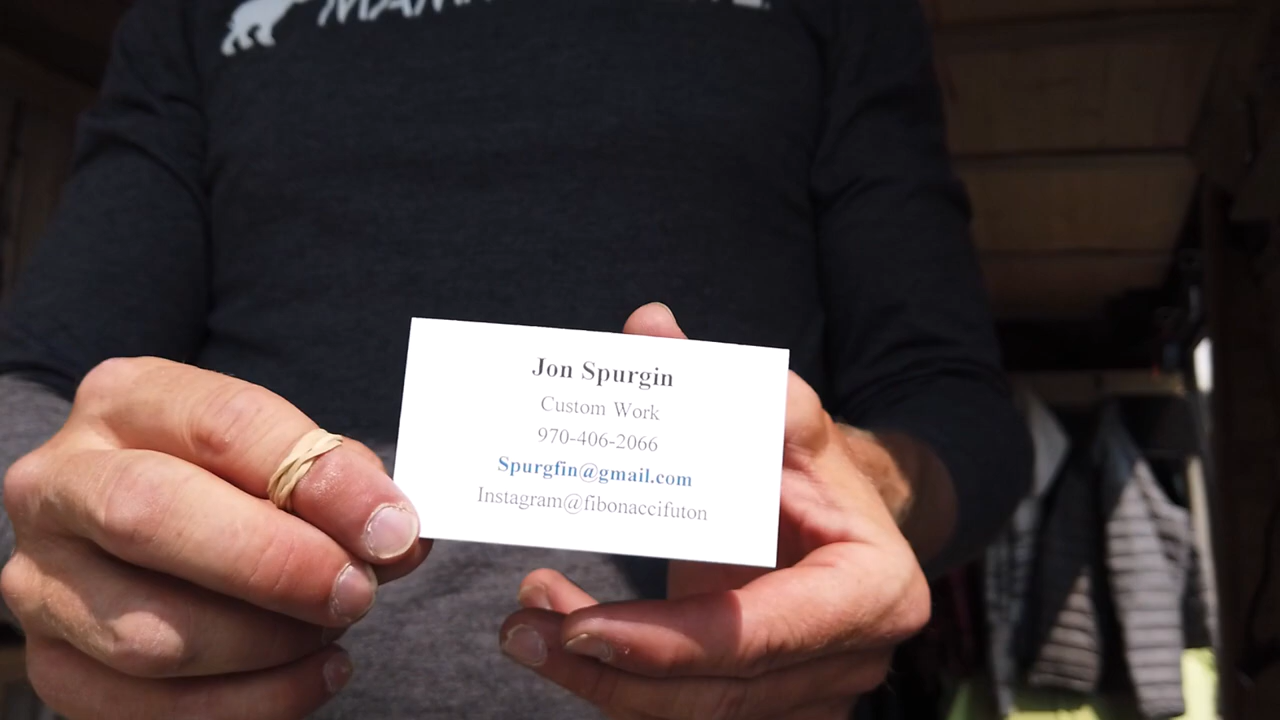 Jon Spurgin
Custom Work
970-406-2066
Spurgfin@gmail.com
Instagram@fibonaccifuton